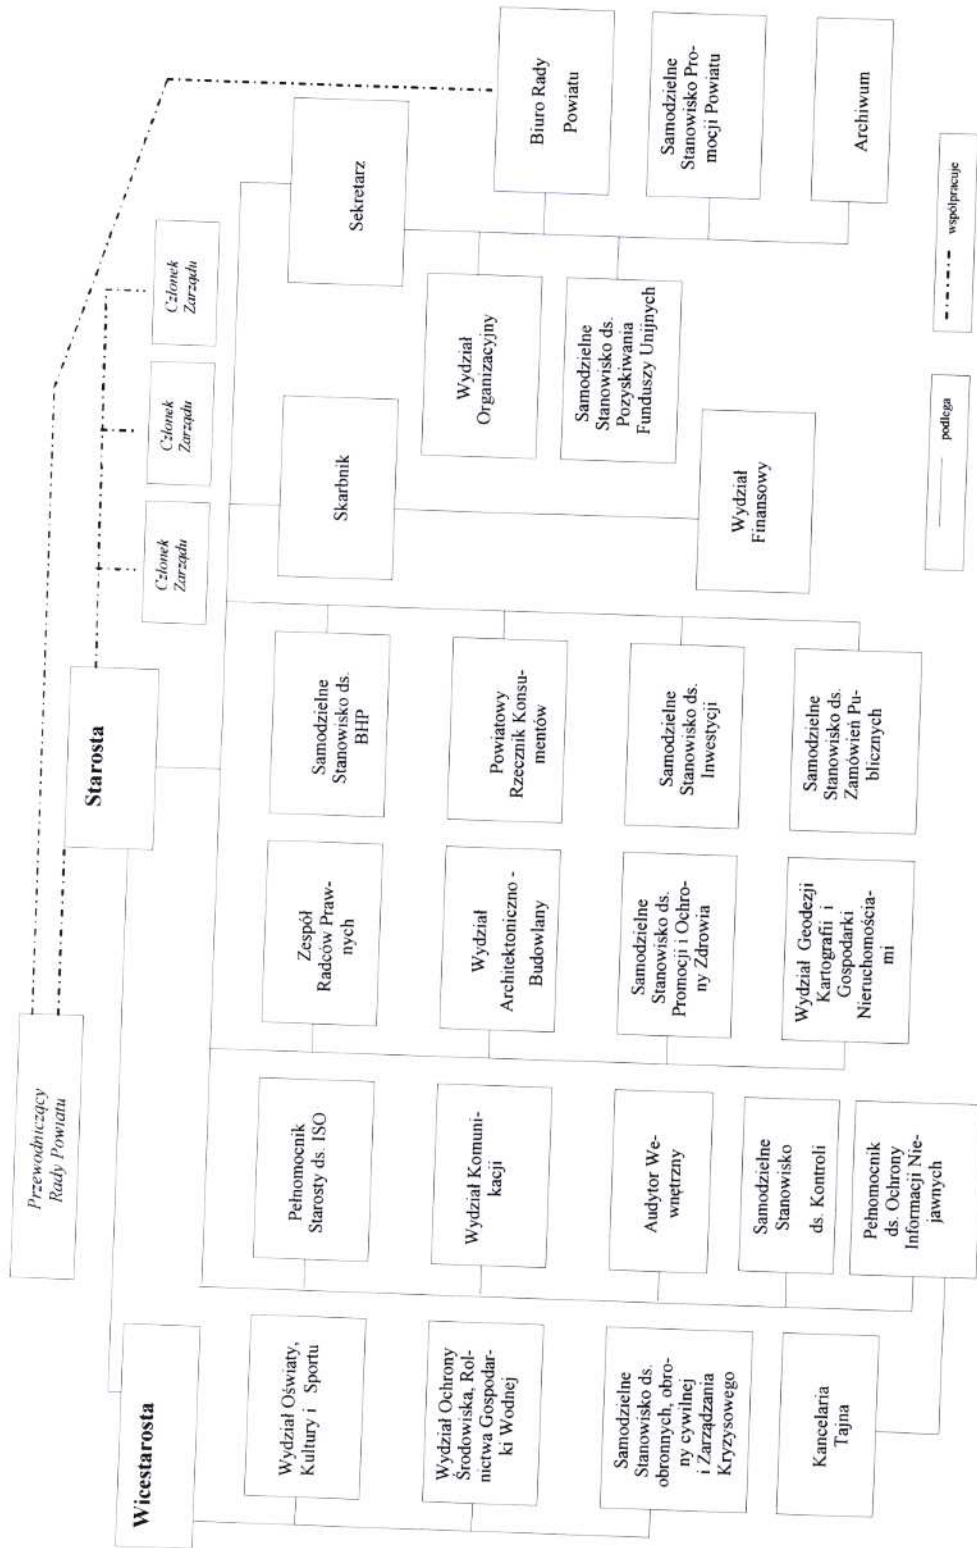 Przewodniczący
Rady Powiatu
Starosta
Wicestarosta
Członek
Zarządu
Członek
Zarządu
Członek
Zarządu
Skarbnik
Sekretarz
Wydział Oświaty,
Kultury i Sportu
Wydział Ochrony
Środowiska, Rol-
nictwa Gospodar-
ki Wodnej
Samodzielne
Stanowisko ds.
obronnych, obro-
ny cywilnej
i Zarządzania
Kryzysowego
Kancelaria
Tajna
Pełnomocnik
Starosty ds. ISO
Wydział Komuni-
kacji
Audytor We-
wnętrzny
Samodzielne
Stanowisko
ds. Kontroli
Pełnomocnik
ds. Ochrony
Informacji Nie-
jawnych
Zespół
Radców Praw-
nych
Wydział
Architektoniczno -
Budowlany
Samodzielne
Stanowisko ds.
Promocji i Ochro-
ny Zdrowia
Wydział Geodezji
Kartografii i
Gospodarki
Nieruchomościa-
mi
Samodzielne
Stanowisko ds.
BHP
Powiatowy
Rzecznik Konsu-
mentów
Samodzielne
Stanowisko ds.
Inwestycji
Samodzielne
Stanowisko ds.
Zamówień Pu-
blicznych
Wydział
Finansowy
Wydział
Organizacyjny
Samodzielne
Stanowisko ds.
Pozyskiwania
Funduszy Unijnych
Biuro Rady
Powiatu
Samodzielne
Stanowisko Pro-
mocji Powiatu
Archiwum
podlega
współpracuje